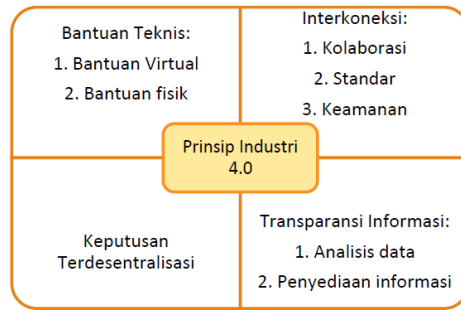 Bantuan Teknis:
1. Bantuan Virtual
2. Bantuan fisik
Interkoneksi:
1. Kolaborasi
2. Standar
3. Keamanan
Prinsip Industri
4.0
Keputusan
Terdesentralisasi
Transparansi Informasi:
1. Analisis data
2. Penyediaan informasi